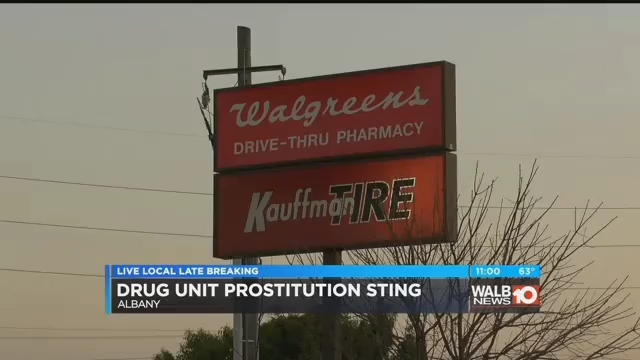 Walgreens
DRIVE-THRU PHARMACY
Kauffman TIRE
LIVE LOCAL LATE BREAKING
11:00 63°
DRUG UNIT PROSTITUTION STING
ALBANY
WALB
NEWS 10